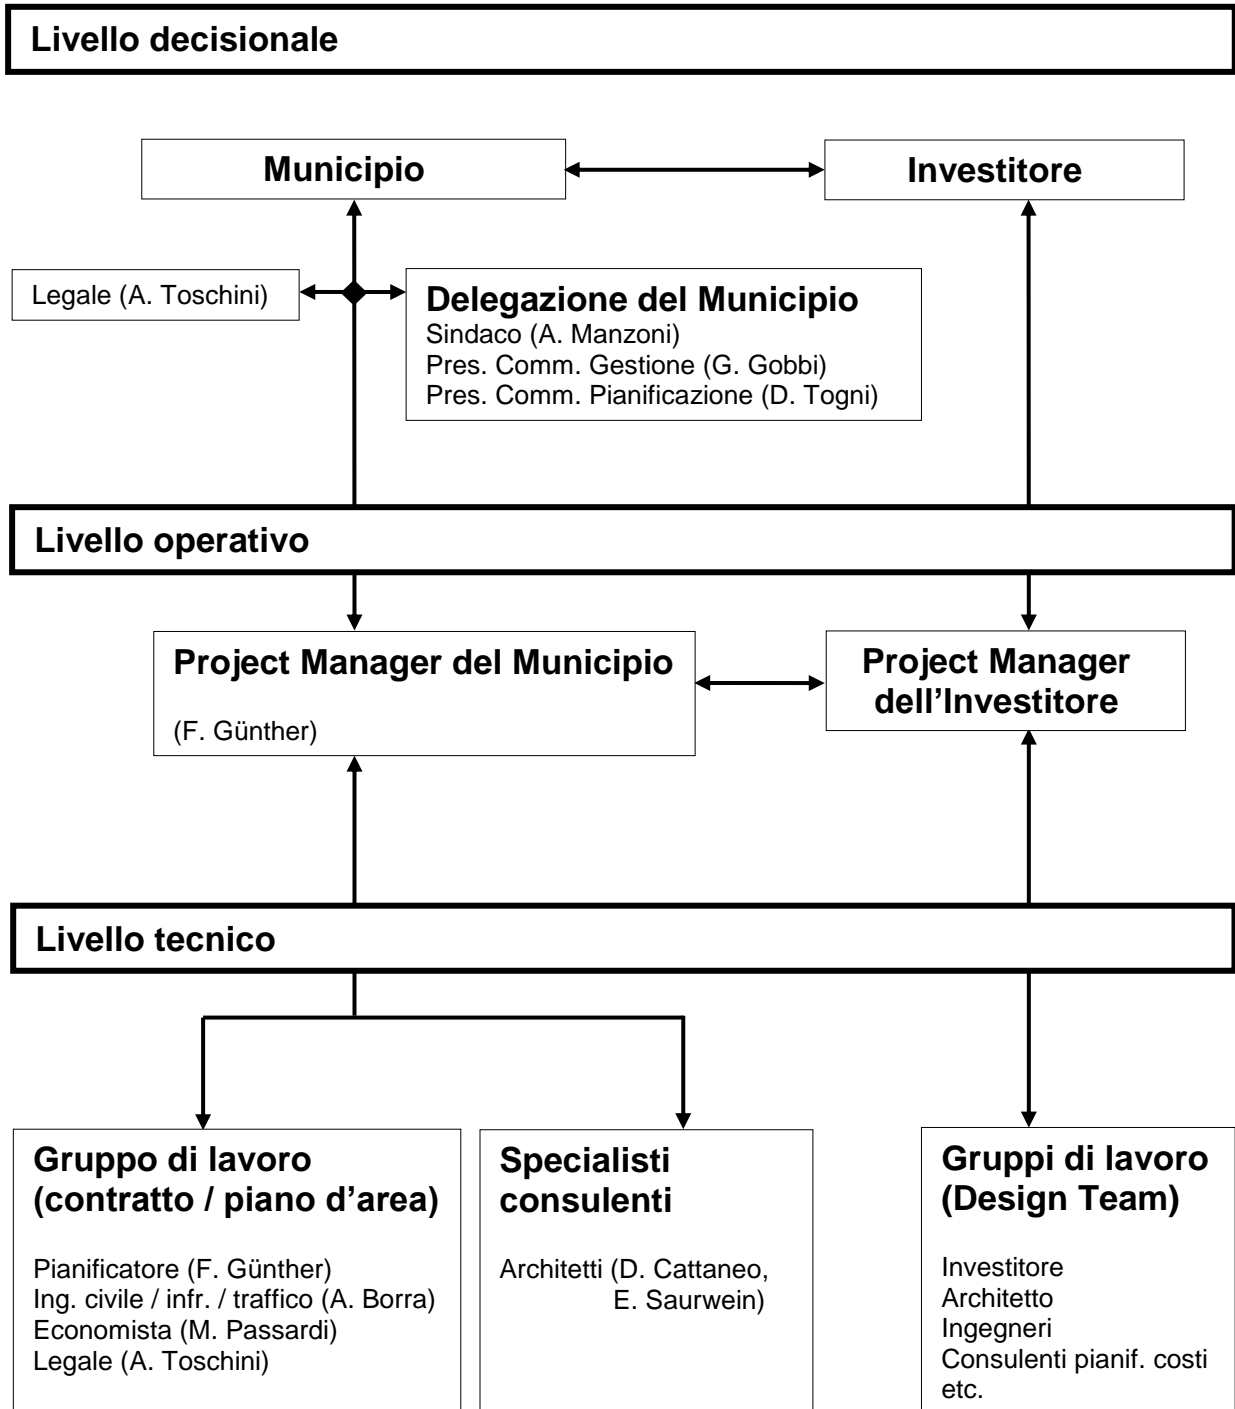 Livello decisionale
Municipio
Investitore
Legale (A. Toschini)
Delegazione del Municipio
Sindaco (A. Manzoni)
Pres. Comm. Gestione (G. Gobbi)
Pres. Comm. Pianificazione (D. Togni)
Livello operativo
Project Manager del Municipio
(F. Günther)
Project Manager
dell’Investitore
Livello tecnico
Gruppo di lavoro
(contratto / piano d’area)
Pianificatore (F. Günther)
Ing. civile / infr. / traffico (A. Borra)
Economista (M. Passardi)
Legale (A. Toschini)
Specialisti
consulenti
Architetti (D. Cattaneo,
E. Saurwein)
Gruppi di lavoro
(Design Team)
Investitore
Architetto
Ingegneri
Consulenti pianif. costi
etc.